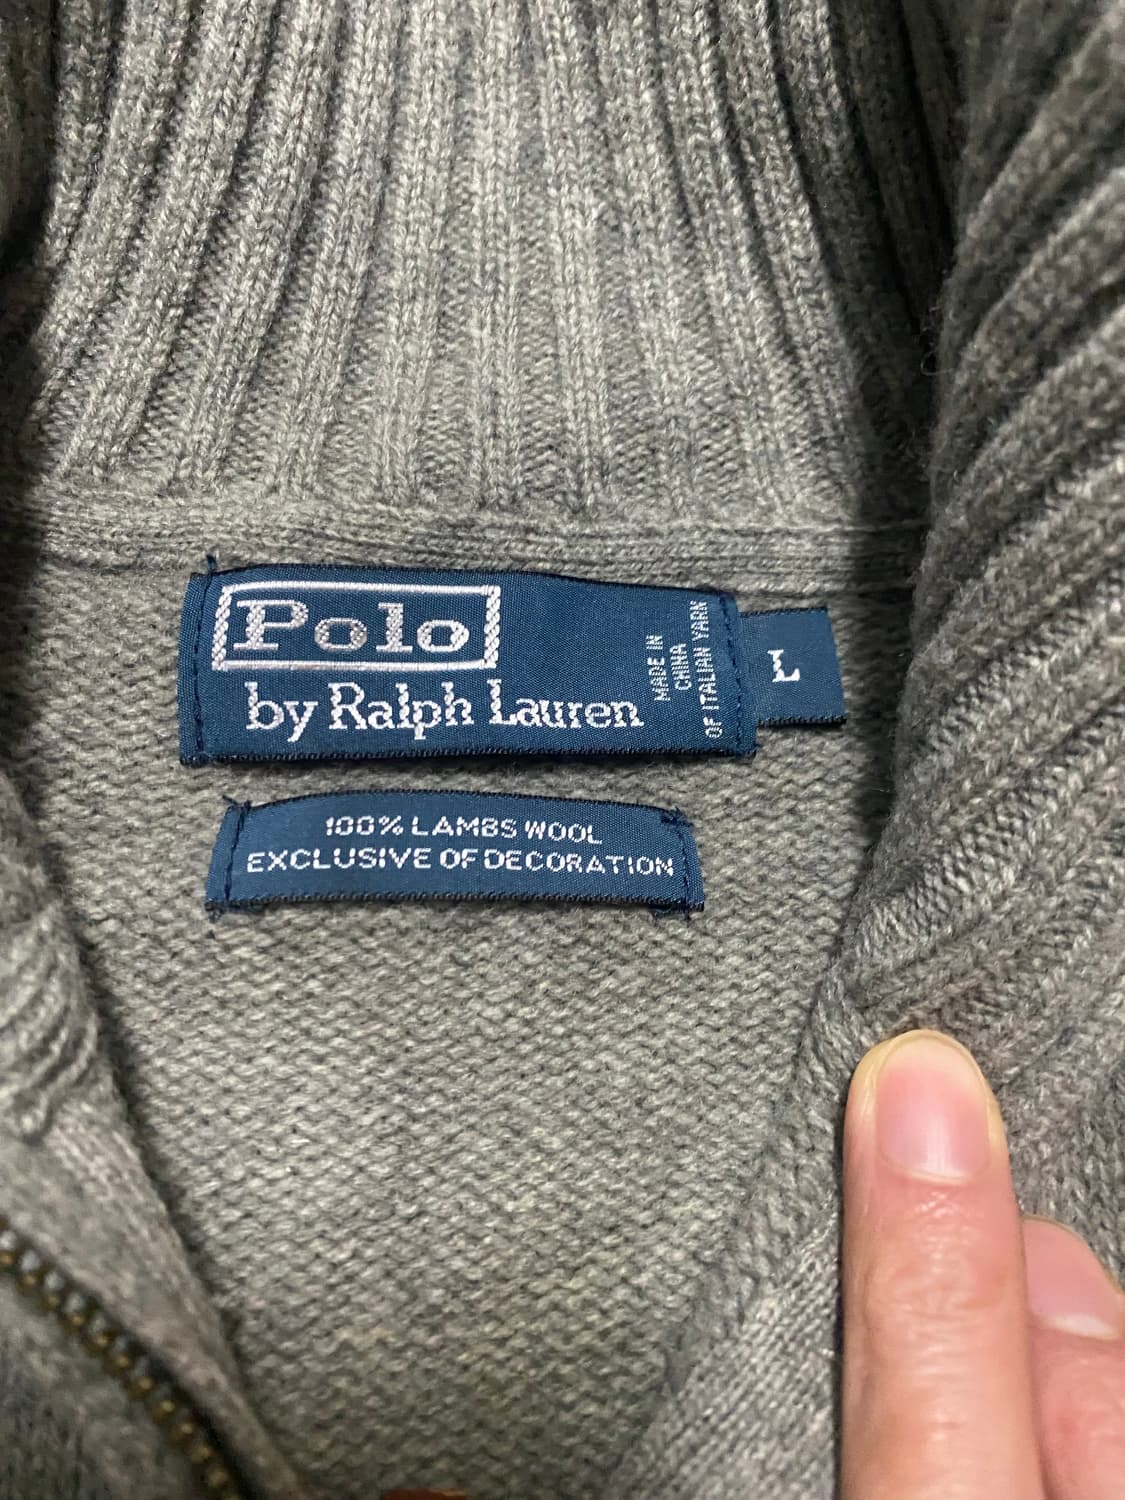 Polo
by Ralph Lauren
MADE IN
CHINA
OF ITALIAN YARN
L
100% LAMBS WOOL
EXCLUSIVE OF DECORATION